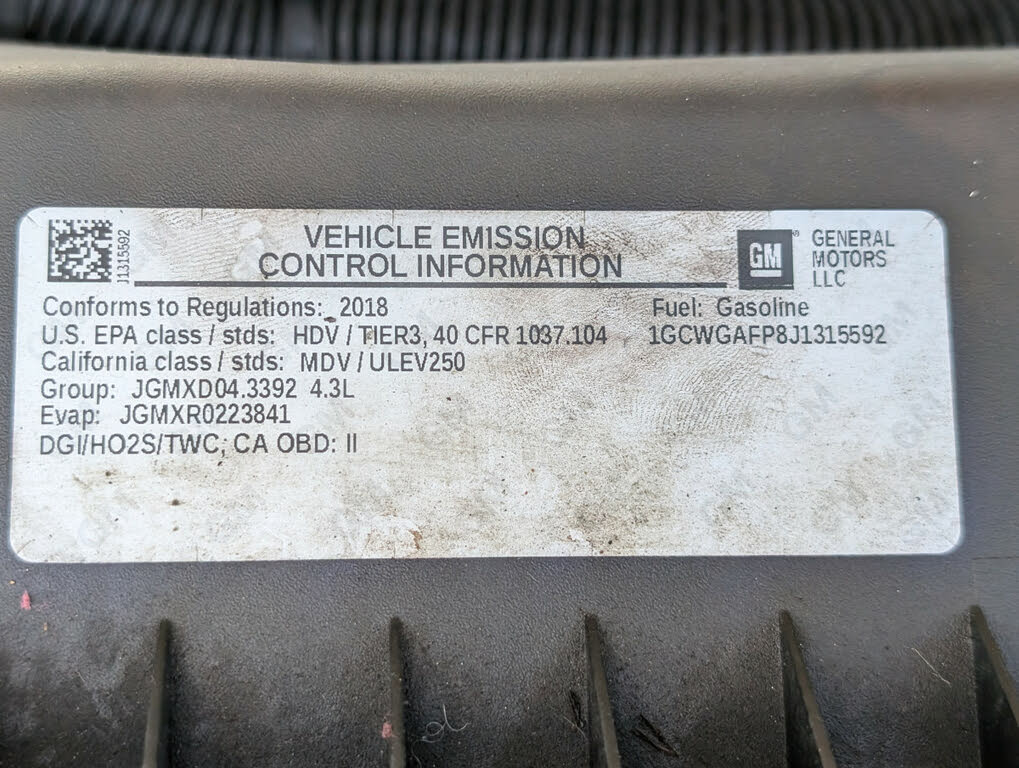 J1315592
VEHICLE EMISSION
CONTROL INFORMATION
GM
GENERAL
MOTORS
LLC
Conforms to Regulations: 2018
Fuel: Gasoline
U.S. EPA class / stds: HDV / TIER3, 40 CFR 1037.104
1GCWGAFP8J1315592
California class / stds: MDV / ULEV250
Group: JGMXD04.3392 4.3L
Evap: JGMXR0223841
DGI/HO2S/TWC, CA OBD: II